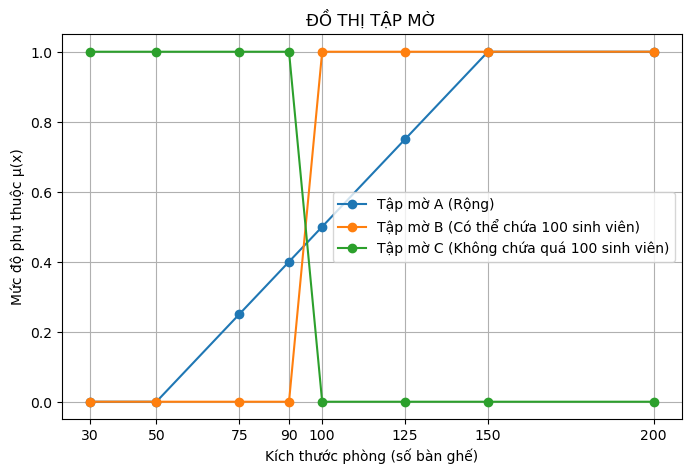 ĐỒ THỊ TẬP MỜ
1.0
0.8
0.6
0.4
0.2
0.0
Mức độ phụ thuộc μ(x)
Tập mờ A (Rộng)
Tập mờ B (Có thể chứa 100 sinh viên)
Tập mờ C (Không chứa quá 100 sinh viên)
30 50 75 90 100 125 150 200
Kích thước phòng (số bàn ghế)